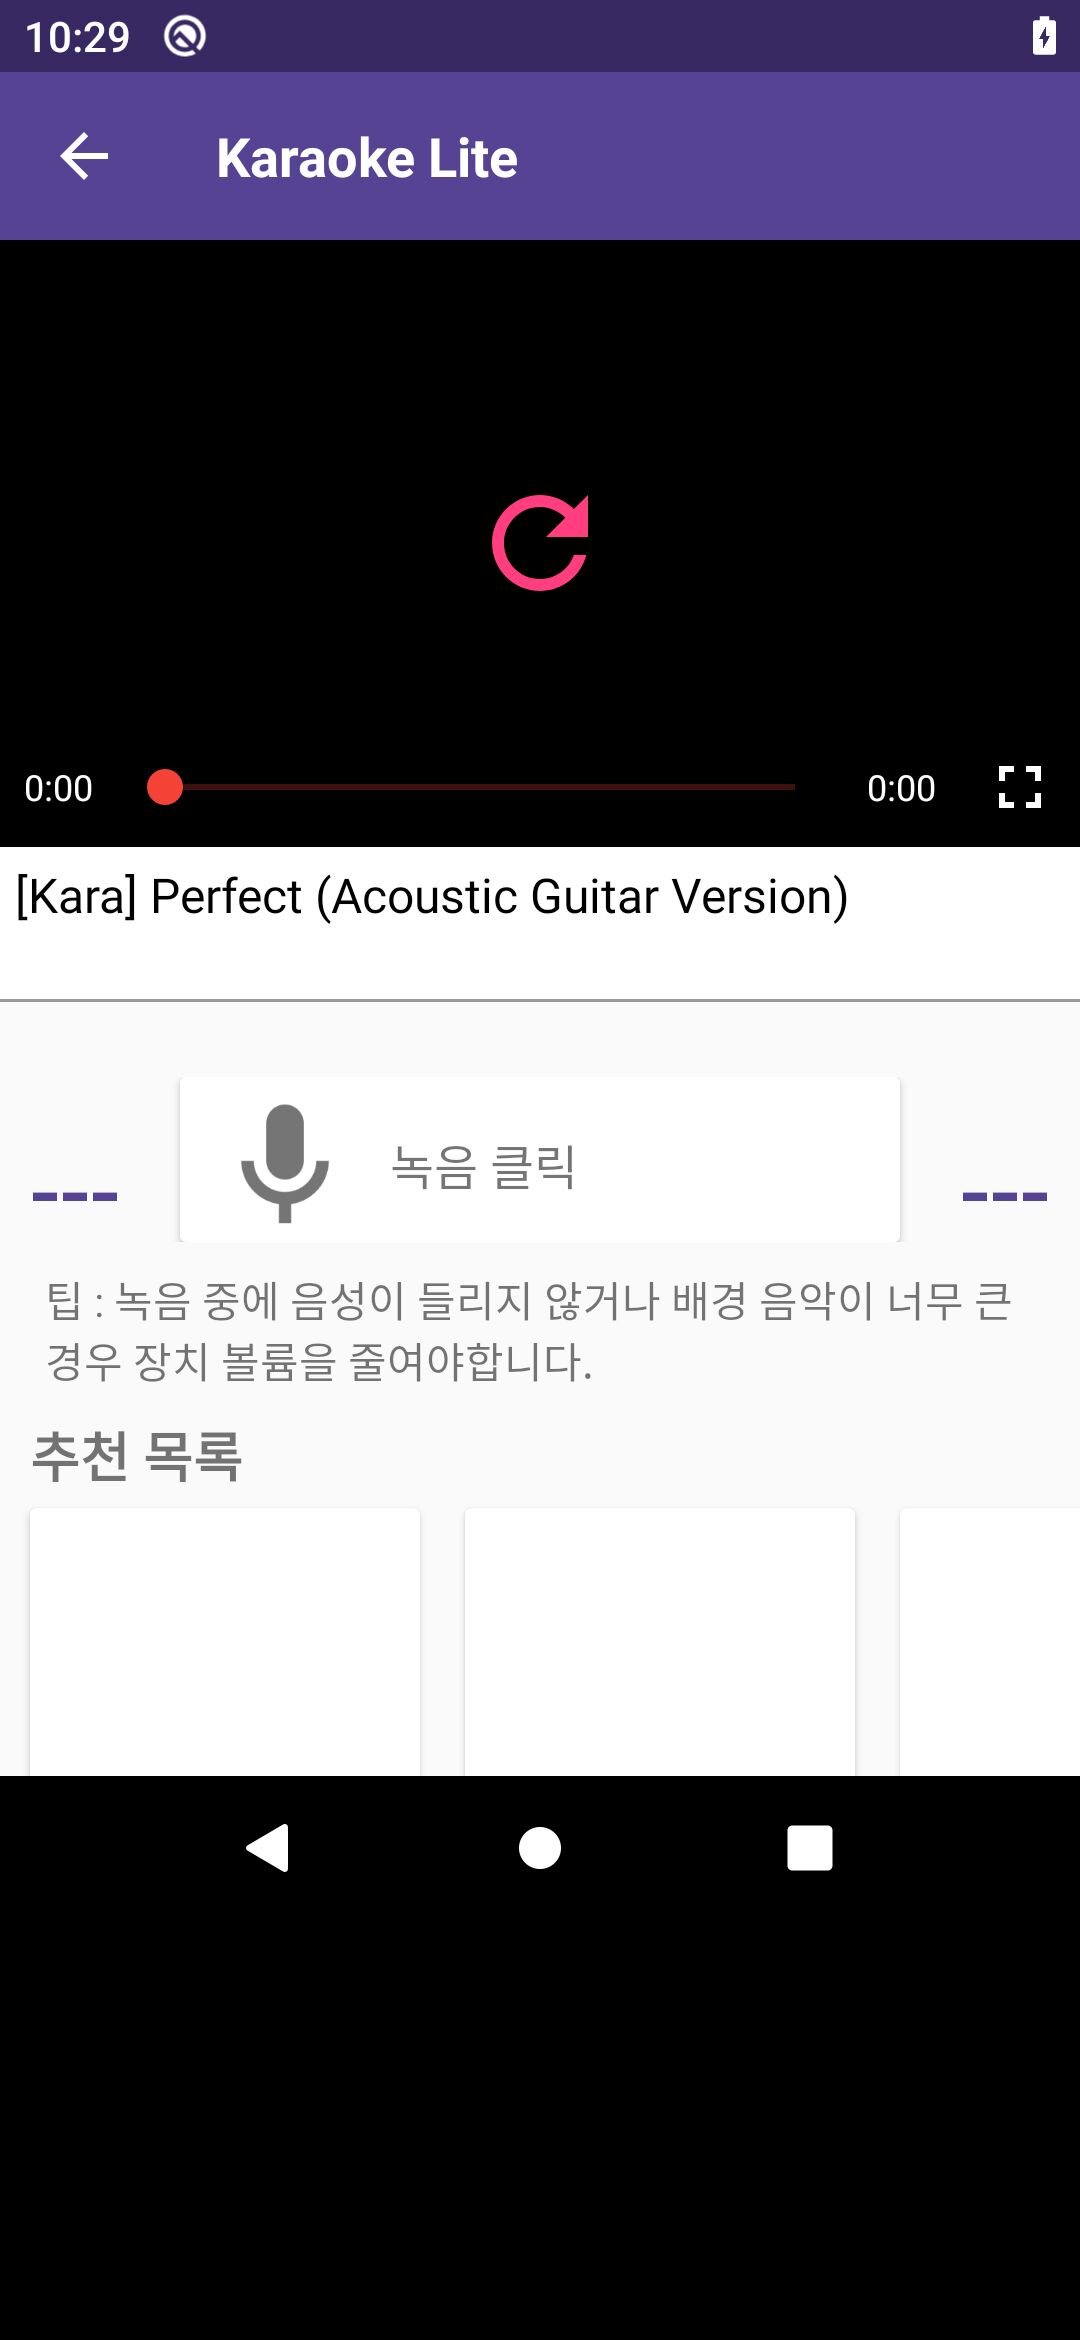 10:29
Karaoke Lite
0:00
0:00
[Kara] Perfect (Acoustic Guitar Version)
---
녹음 클릭
---
팁 : 녹음 중에 음성이 들리지 않거나 배경 음악이 너무 큰
경우 장치 볼륨을 줄여야합니다.
추천 목록